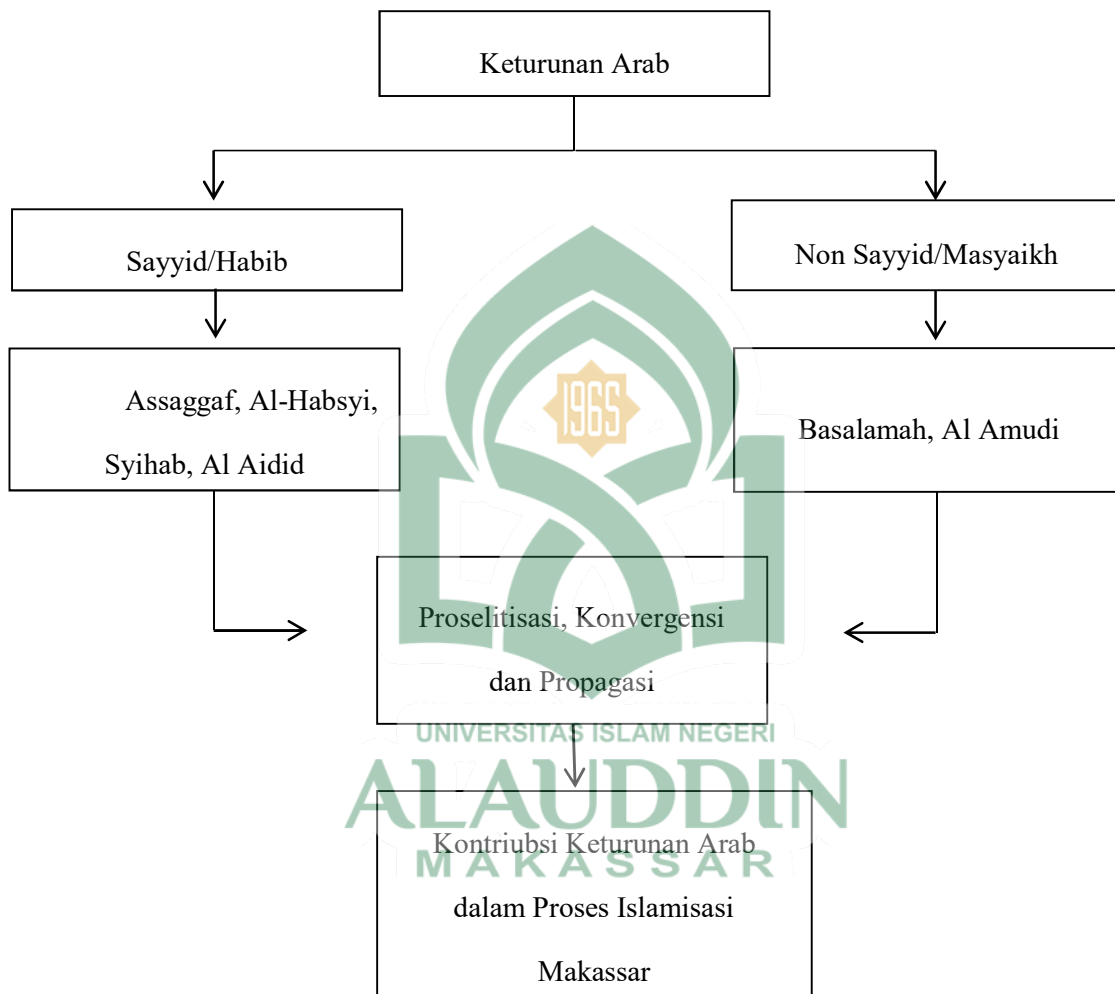 Keturunan Arab
Sayyid/Habib
Non Sayyid/Masyaikh
Assaggaf, Al-Habsyi,
Syihab, Al Aidid
Basalamah, Al Amudi
1965
Proselitisasi, Konvergensi
dan Propagasi
UNIVERSITAS ISLAM NEGERI
ALAUDDIN
MAKASSAR
Kontriubsi Keturunan Arab
dalam Proses Islamisasi
Makassar